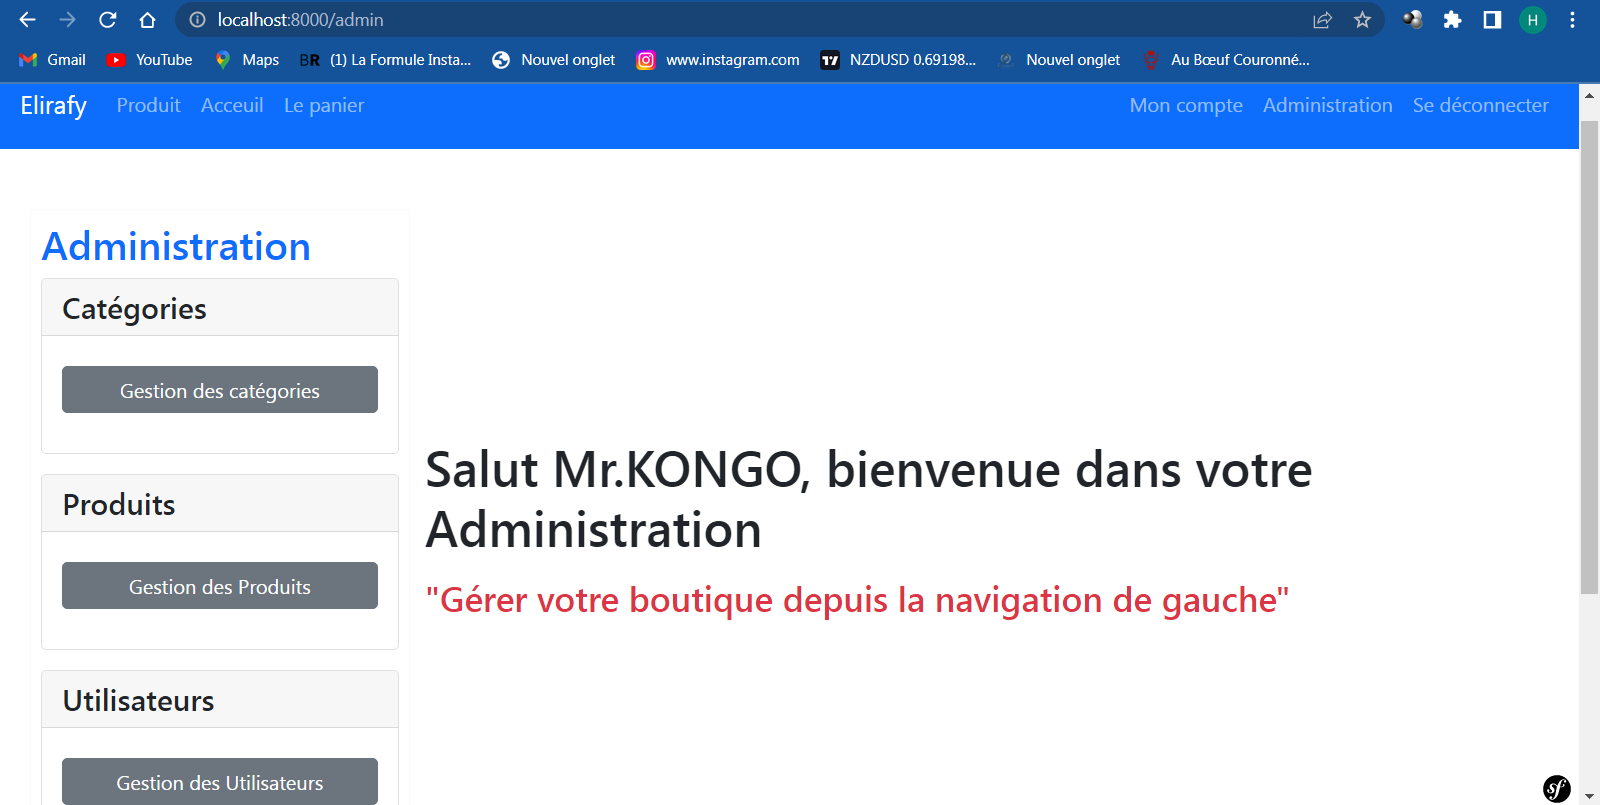 localhost:8000/admin
H
Gmail YouTube Maps BR (1) La Formule Insta... Nouvel onglet www.instagram.com NZDUSD 0.69198... Nouvel onglet Au Bœuf Couronné...
Elirafy Produit Acceuil Le panier Mon compte Administration Se déconnecter
Administration
Catégories
Gestion des catégories
Produits
Gestion des Produits
Utilisateurs
Gestion des Utilisateurs
Salut Mr.KONGO, bienvenue dans votre
Administration
"Gérer votre boutique depuis la navigation de gauche"
sf